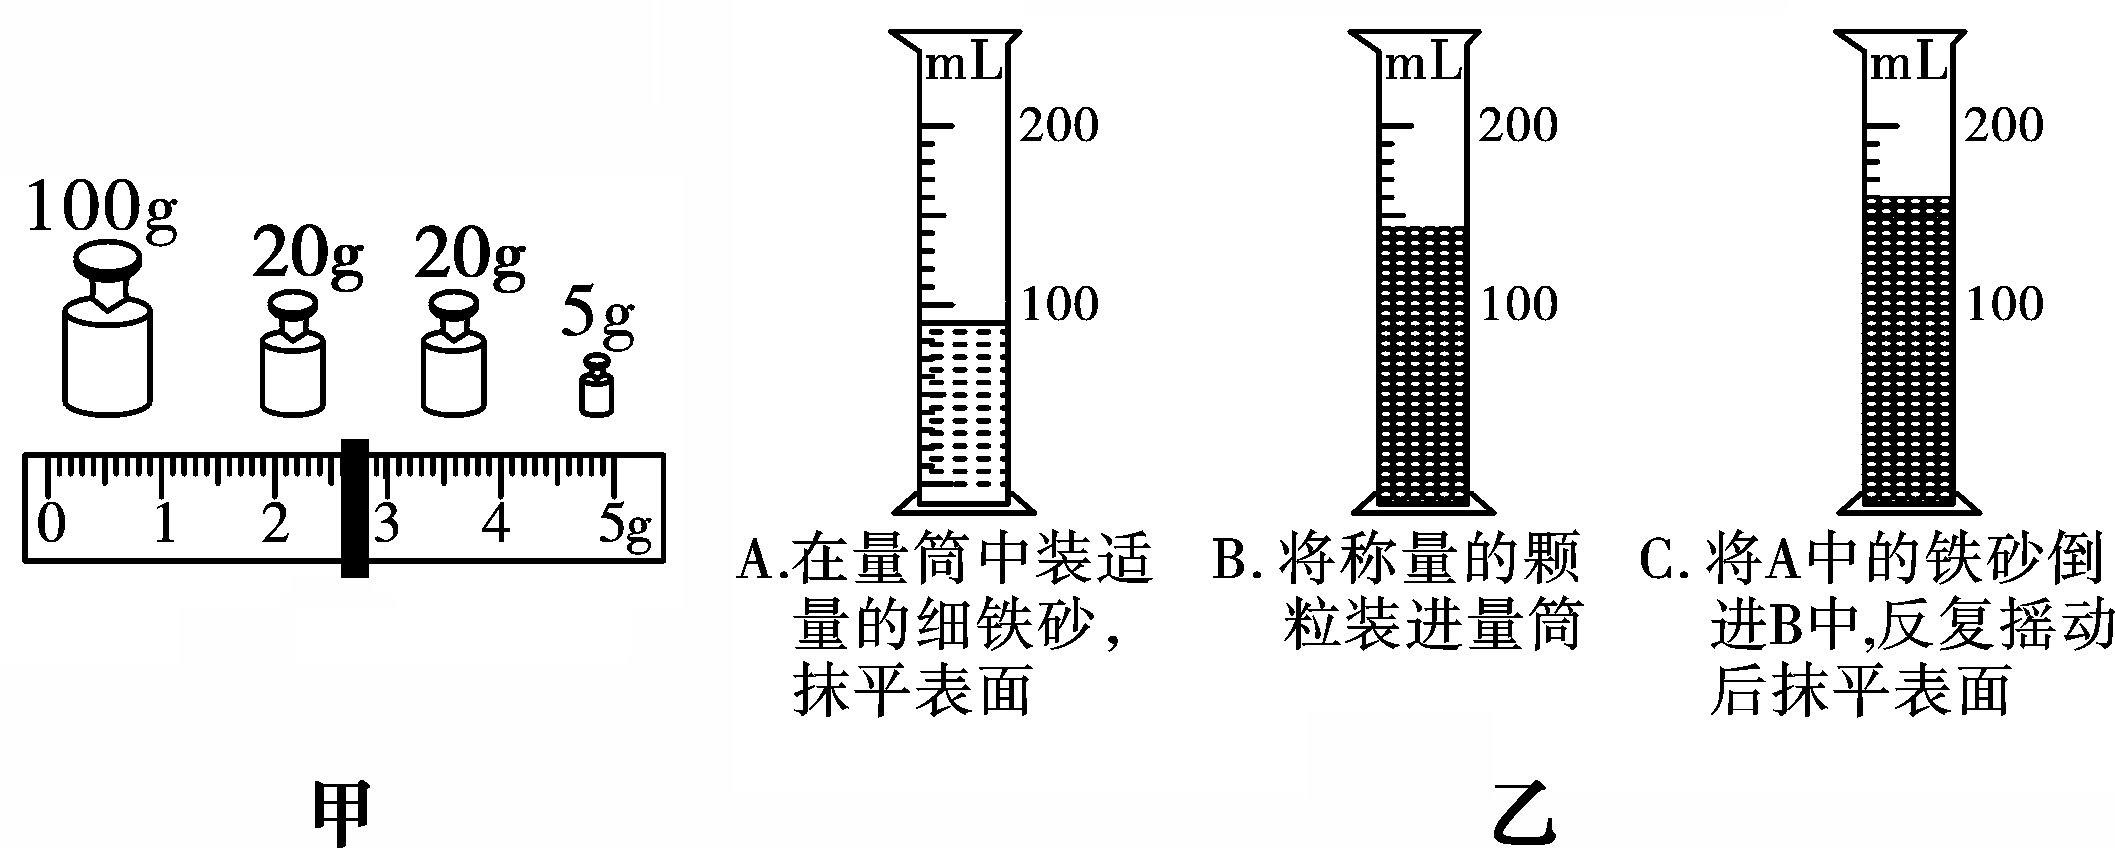 100g
20g
20g
5g
0 1 2 3 4 5g
甲
mL
200
100
mL
200
100
mL
200
100
A.在量筒中装适
量的细铁砂，
抹平表面
B.将称量的颗
粒装进量筒
C.将A中的铁砂倒
进B中,反复摇动
后抹平表面
乙